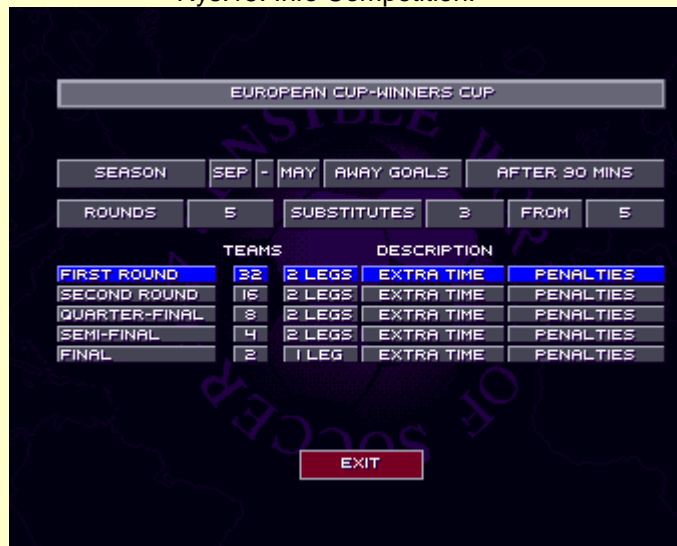 EUROPEAN CUP-WINNERS CUP
SEASON SEP - MAY AWAY GOALS AFTER 90 MINS
ROUNDS 5 SUBSTITUTES 3 FROM 5
TEAMS DESCRIPTION
FIRST ROUND 32 2 LEGS EXTRA TIME PENALTIES
SECOND ROUND 16 2 LEGS EXTRA TIME PENALTIES
QUARTER-FINAL 8 2 LEGS EXTRA TIME PENALTIES
SEMI-FINAL 4 2 LEGS EXTRA TIME PENALTIES
FINAL 2 1 LEG EXTRA TIME PENALTIES
OF SOCCER
EXIT